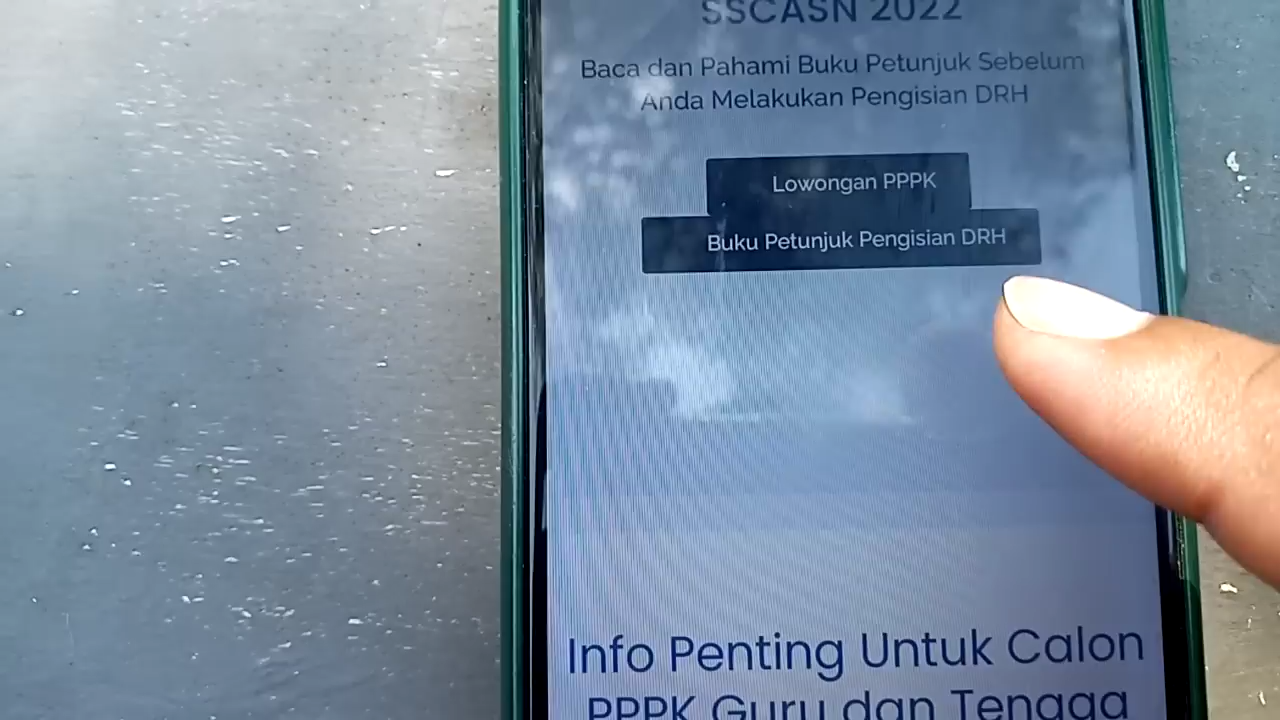 SSCASN 2022
Baca dan Pahami Buku Petunjuk Sebelum
Anda Melakukan Pengisian DRH
Lowongan PPPK
Buku Petunjuk Pengisian DRH
Info Penting Untuk Calon
PPPK Guru dan Tenaga